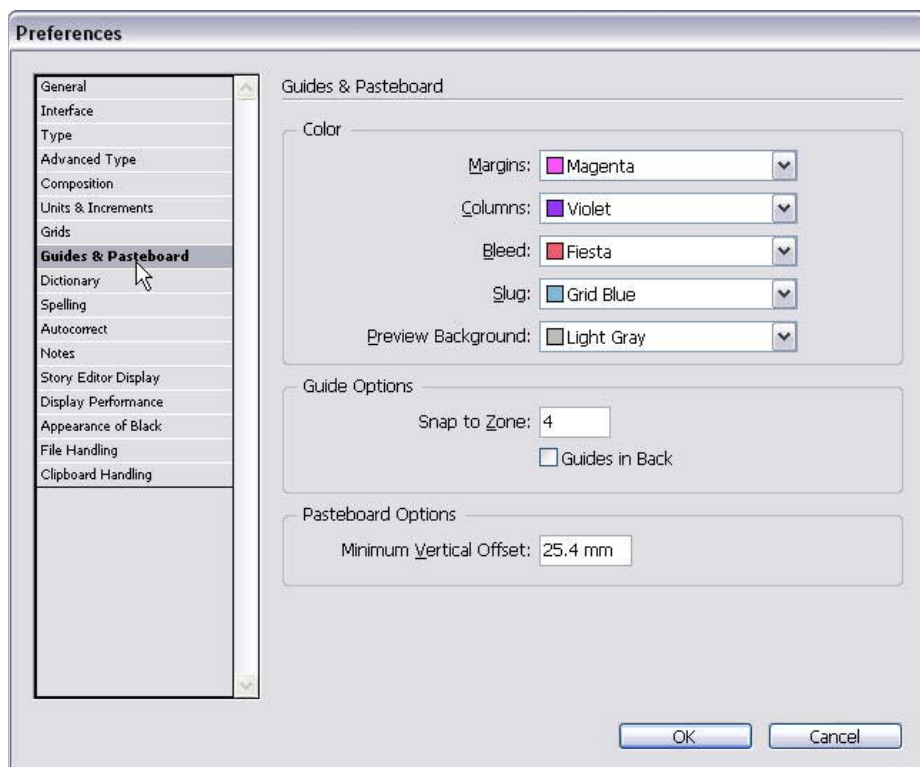 Preferences
General
Interface
Type
Advanced Type
Composition
Units & Increments
Grids
Guides & Pasteboard
Dictionary
Spelling
Autocorrect
Notes
Story Editor Display
Display Performance
Appearance of Black
File Handling
Clipboard Handling
Guides & Pasteboard
Color
Margins: Magenta
Columns: Violet
Bleed: Fiesta
Slug: Grid Blue
Preview Background: Light Gray
Guide Options
Snap to Zone: 4
Guides in Back
Pasteboard Options
Minimum Vertical Offset: 25.4 mm
OK Cancel